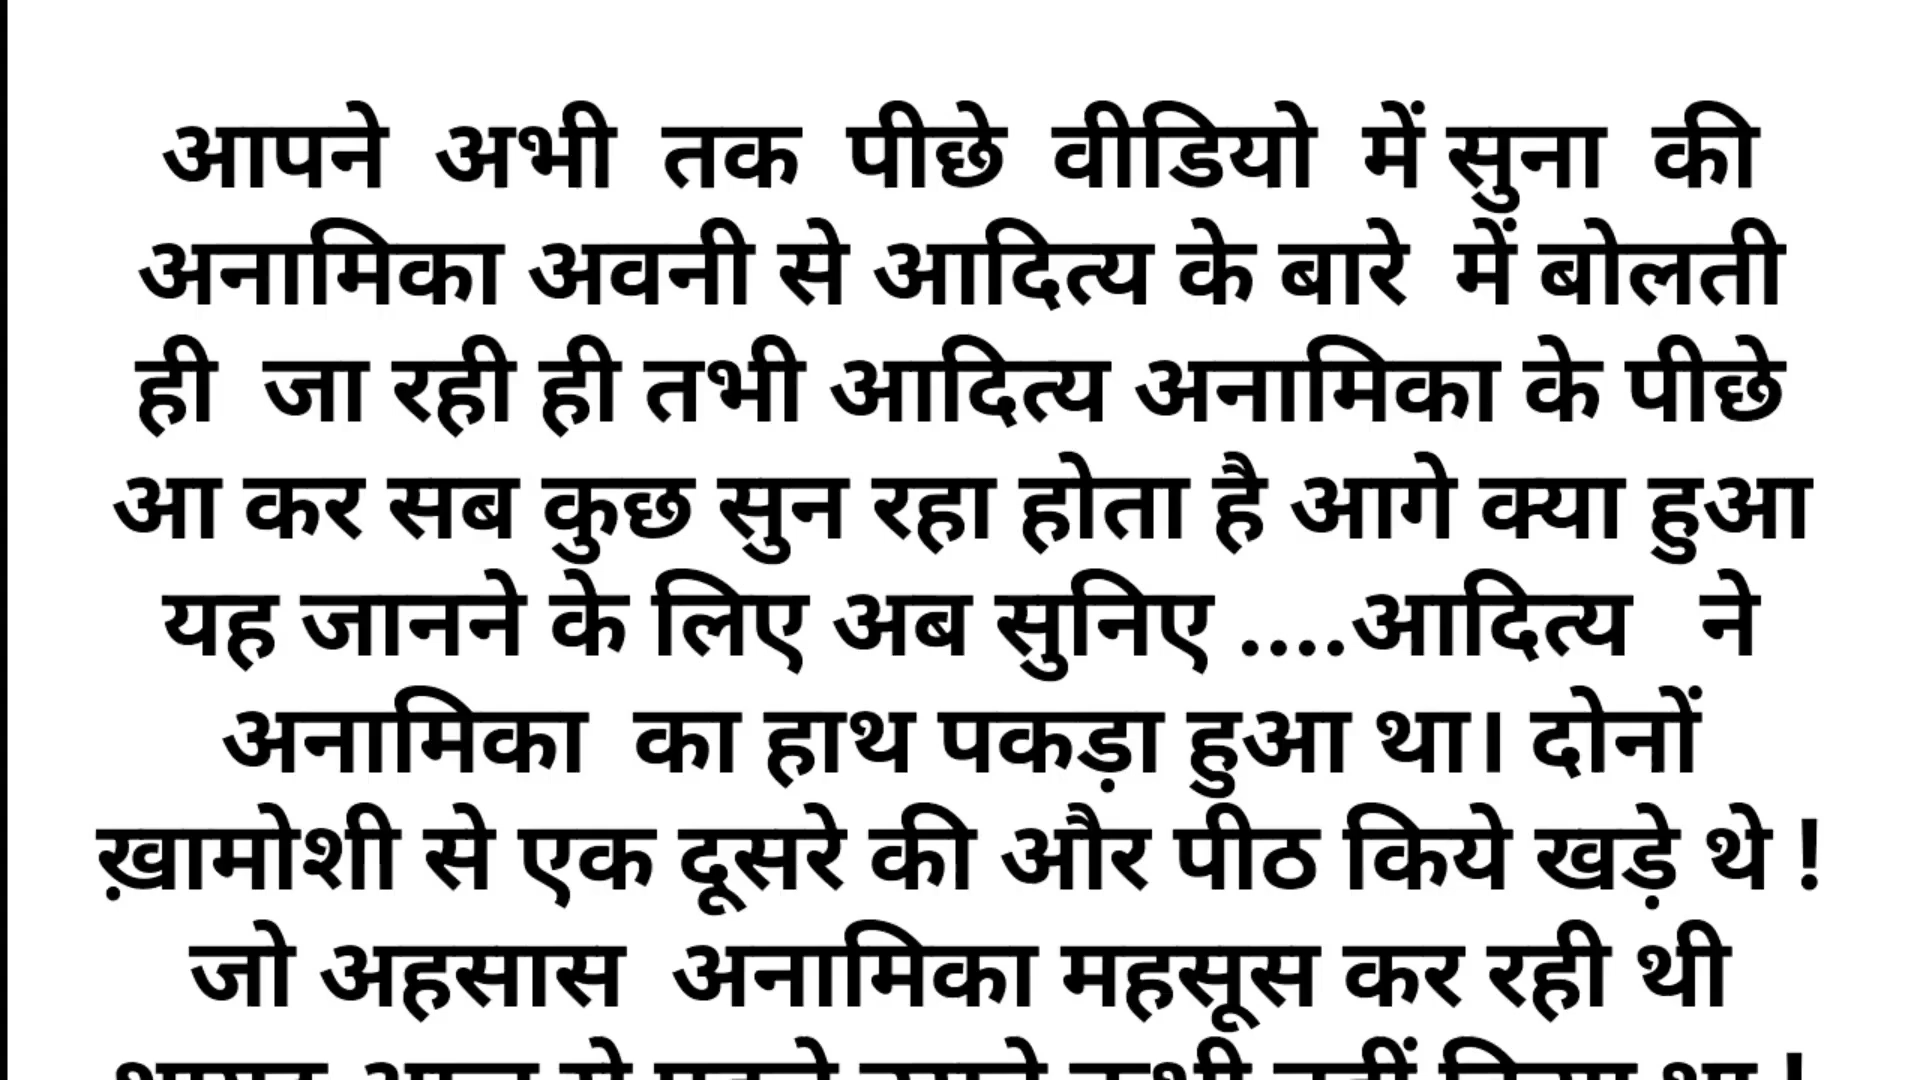 आपने अभी तक पीछे वीडियो में सुना की
अनामिका अवनी से आदित्य के बारे में बोलती
ही जा रही ही तभी आदित्य अनामिका के पीछे
आ कर सब कुछ सुन रहा होता है आगे क्या हुआ
यह जानने के लिए अब सुनिए ....आदित्य ने
अनामिका का हाथ पकड़ा हुआ था। दोनों
ख़ामोशी से एक दूसरे की और पीठ किये खड़े थे !
जो अहसास अनामिका महसूस कर रही थी